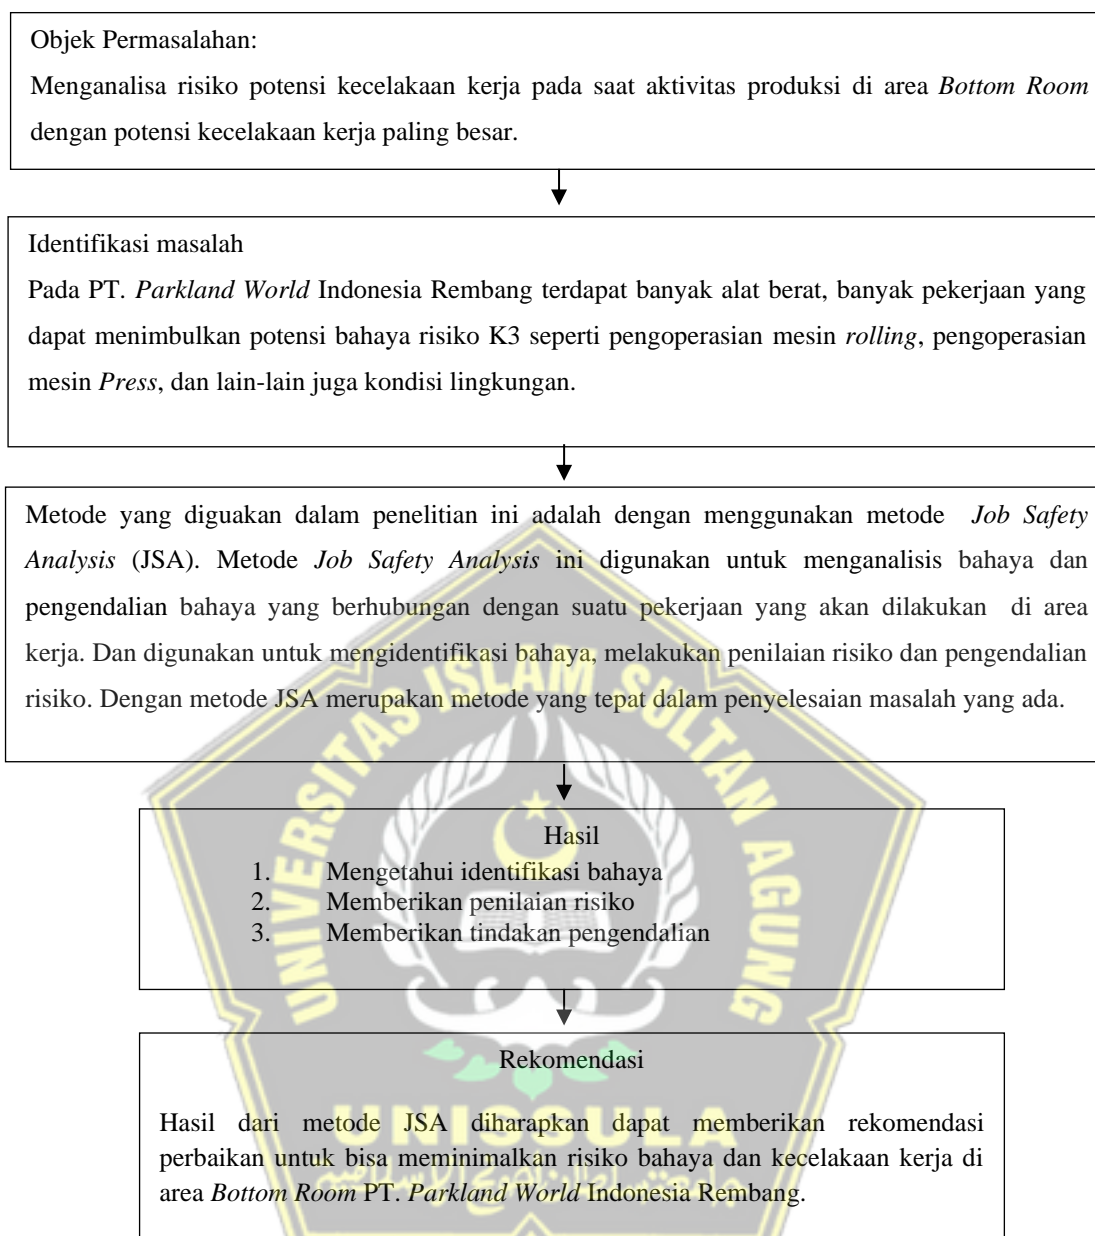 Objek Permasalahan:
Menganalisa risiko potensi kecelakaan kerja pada saat aktivitas produksi di area Bottom Room
dengan potensi kecelakaan kerja paling besar.
Identifikasi masalah
Pada PT. Parkland World Indonesia Rembang terdapat banyak alat berat, banyak pekerjaan yang
dapat menimbulkan potensi bahaya risiko K3 seperti pengoperasian mesin rolling, pengoperasian
mesin Press, dan lain-lain juga kondisi lingkungan.
Metode yang diguakan dalam penelitian ini adalah dengan menggunakan metode Job Safety
Analysis (JSA). Metode Job Safety Analysis ini digunakan untuk menganalisis bahaya dan
pengendalian bahaya yang berhubungan dengan suatu pekerjaan yang akan dilakukan di area
kerja. Dan digunakan untuk mengidentifikasi bahaya, melakukan penilaian risiko dan pengendalian
risiko. Dengan metode JSA merupakan metode yang tepat dalam penyelesaian masalah yang ada.
UNIVERSITAS ISLAM SULTAN AGUNG
Hasil
1. Mengetahui identifikasi bahaya
2. Memberikan penilaian risiko
3. Memberikan tindakan pengendalian
Rekomendasi
Hasil dari metode JSA diharapkan dapat memberikan rekomendasi
perbaikan untuk bisa meminimalkan risiko bahaya dan kecelakaan kerja di
area Bottom Room PT. Parkland World Indonesia Rembang.
UNISSULA